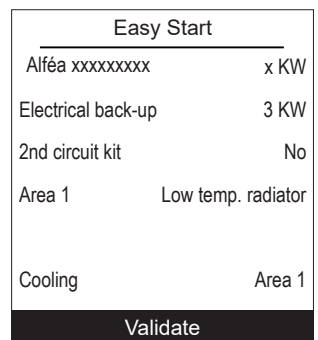 Easy Start
Alféa xxxxxxxxx x KW
Electrical back-up 3 KW
2nd circuit kit No
Area 1 Low temp. radiator
Cooling Area 1
Validate